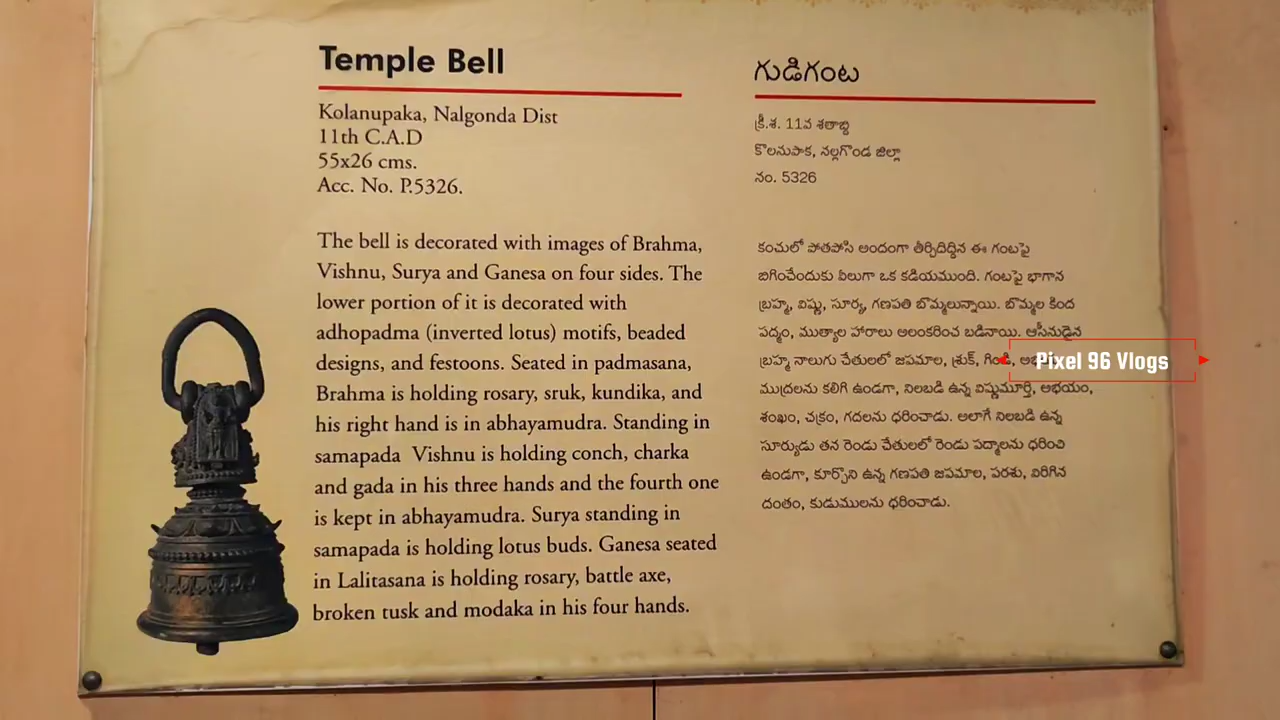 Temple Bell
Kolanupaka, Nalgonda Dist
11th C.A.D
55x26 cms.
Acc. No. P.5326.
The bell is decorated with images of Brahma,
Vishnu, Surya and Ganesa on four sides. The
lower portion of it is decorated with
adhopadma (inverted lotus) motifs, beaded
designs, and festoons. Seated in padmasana,
Brahma is holding rosary, sruk, kundika, and
his right hand is in abhayamudra. Standing in
samapada Vishnu is holding conch, charka
and gada in his three hands and the fourth one
is kept in abhayamudra. Surya standing in
samapada is holding lotus buds. Ganesa seated
in Lalitasana is holding rosary, battle axe,
broken tusk and modaka in his four hands.
గుడిగంట
క్రీ.శ. 11వ శతాబ్ది
కొలనుపాక, నల్లగొండ జిల్లా
నం. 5326
కంచులో పోతపోసి అందంగా తీర్చిదిద్దిన ఈ గంటపై
బిగించేందుకు వీలుగా ఒక కడియముంది. గంటపై భాగాన
బ్రహ్మ, విష్ణు, సూర్య, గణపతి బొమ్మలున్నాయి. బొమ్మల కింద
పద్మం, ముత్యాల హారాలు అలంకరించ బడినాయి. ఆసీనుడైన
బ్రహ్మ నాలుగు చేతులలో జపమాల, శ్రుక్,
ముద్రలను కలిగి ఉండగా, నిలబడి ఉన్న విష్ణుమూర్తి, అభయం,
శంఖం, చక్రం, గదలను ధరించాడు. అలాగే నిలబడి ఉన్న
సూర్యుడు తన రెండు చేతులలో రెండు పద్మాలను ధరించి
ఉండగా, కూర్చొని ఉన్న గణపతి జపమాల, పరశు, విరిగిన
దంతం, కుడుములను ధరించాడు.
Pixel 96 Vlogs